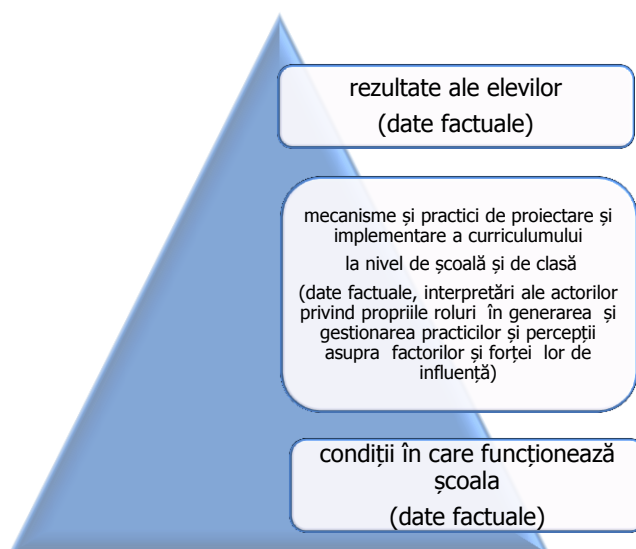 rezultate ale elevilor
(date factuale)
mecanisme și practici de proiectare și
implementare a curriculumului
la nivel de școală și de clasă
(date factuale, interpretări ale actorilor
privind propriile roluri în generarea și
gestionarea practicilor și percepții
asupra factorilor și forței lor de
influență)
condiții în care funcționează
școala
(date factuale)